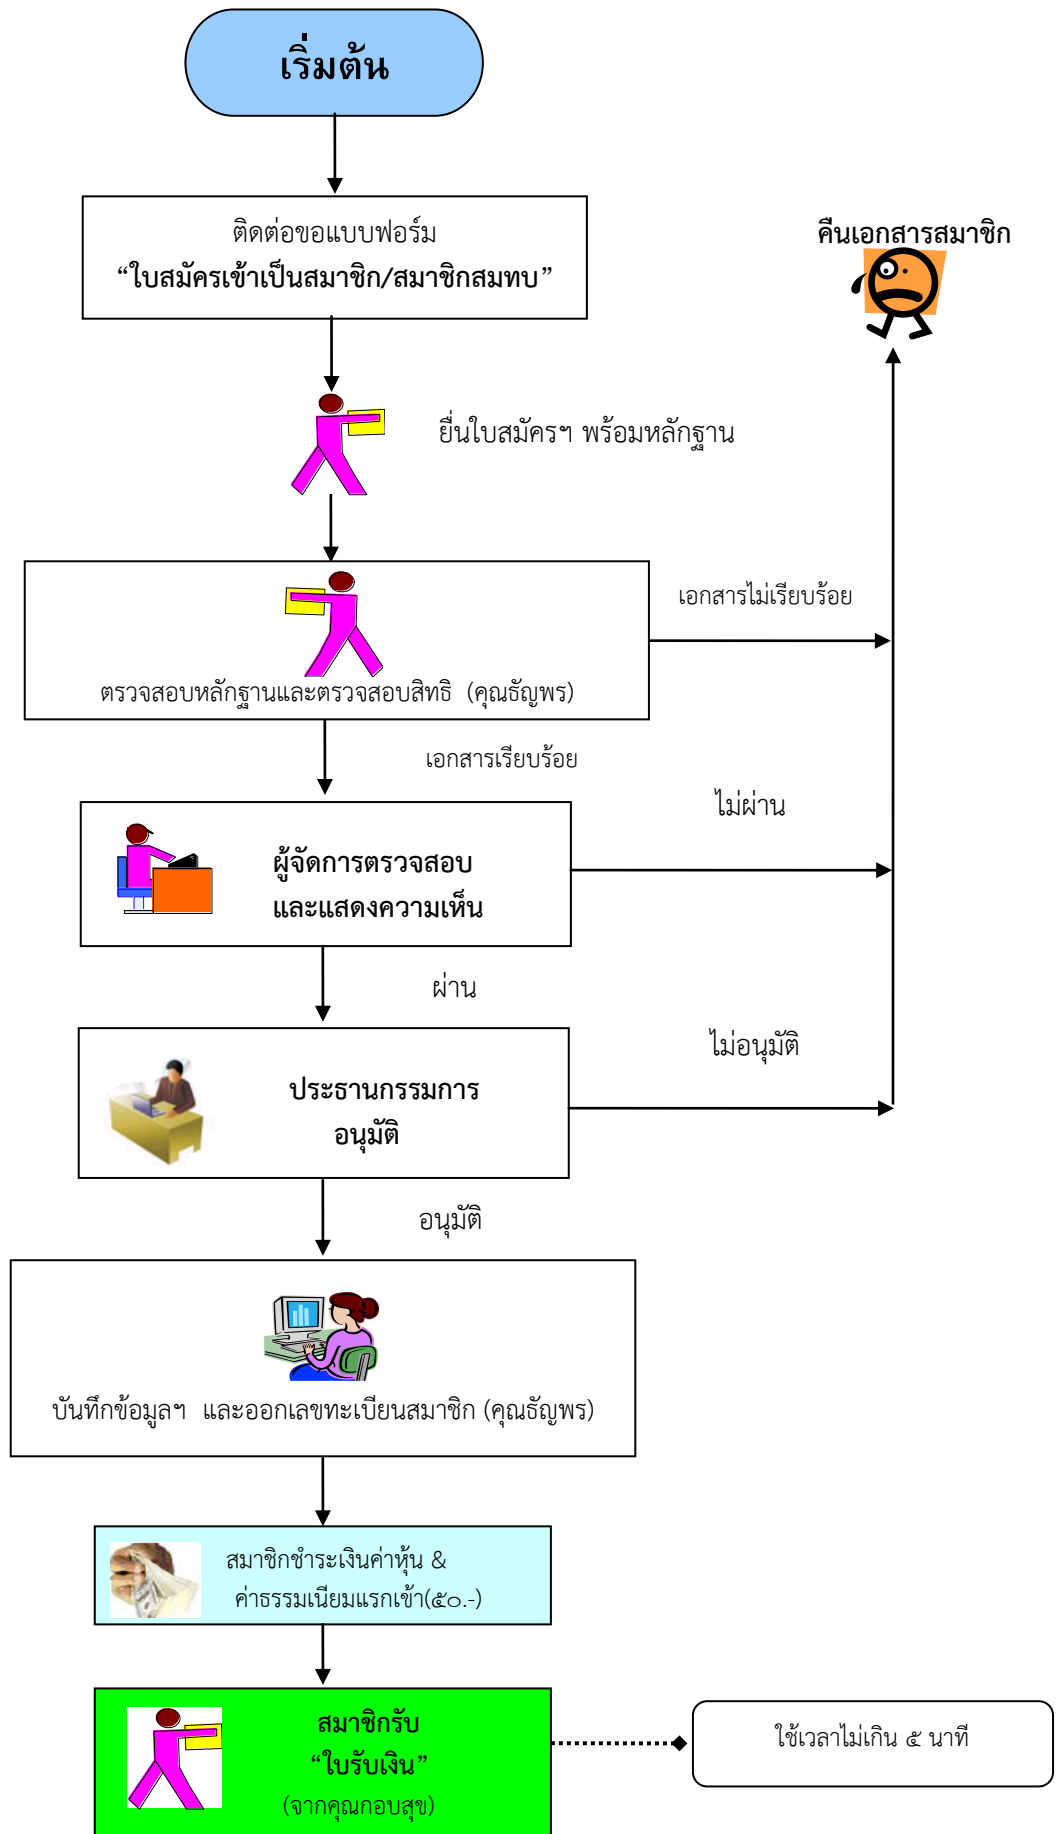 เริ่มต้น
ติดต่อขอแบบฟอร์ม
“ใบสมัครเข้าเป็นสมาชิก/สมาชิกสมทบ”
คืนเอกสารสมาชิก
ยื่นใบสมัครฯ พร้อมหลักฐาน
เอกสารไม่เรียบร้อย
ตรวจสอบหลักฐานและตรวจสอบสิทธิ (คุณธัญพร)
เอกสารเรียบร้อย
ไม่ผ่าน
ผู้จัดการตรวจสอบ
และแสดงความเห็น
ผ่าน
ไม่อนุมัติ
ประธานกรรมการ
อนุมัติ
อนุมัติ
บันทึกข้อมูลฯ และออกเลขทะเบียนสมาชิก (คุณธัญพร)
สมาชิกชำระเงินค่าหุ้น &
ค่าธรรมเนียมแรกเข้า(๕๐.-)
สมาชิกรับ
“ใบรับเงิน”
(จากคุณกอบสุข)
ใช้เวลาไม่เกิน ๕ นาที